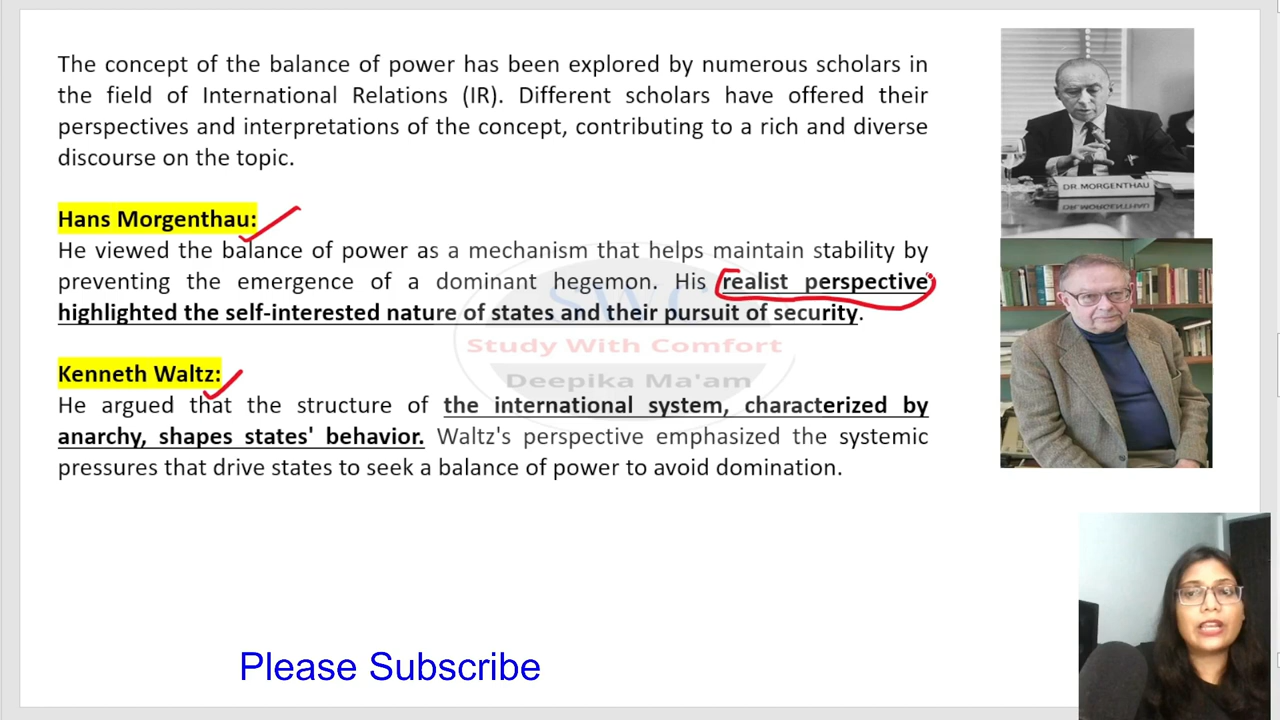 The concept of the balance of power has been explored by numerous scholars in
the field of International Relations (IR). Different scholars have offered their
perspectives and interpretations of the concept, contributing to a rich and diverse
discourse on the topic.
Hans Morgenthau:
He viewed the balance of power as a mechanism that helps maintain stability by
preventing the emergence of a dominant hegemon. His realist perspective
highlighted the self-interested nature of states and their pursuit of security.
Kenneth Waltz:
He argued that the structure of the international system, characterized by
anarchy, shapes states' behavior. Waltz's perspective emphasized the systemic
pressures that drive states to seek a balance of power to avoid domination.
SWC
Study With Comfort
Deepika Ma'am
DR. MORGENTHAU
Please Subscribe